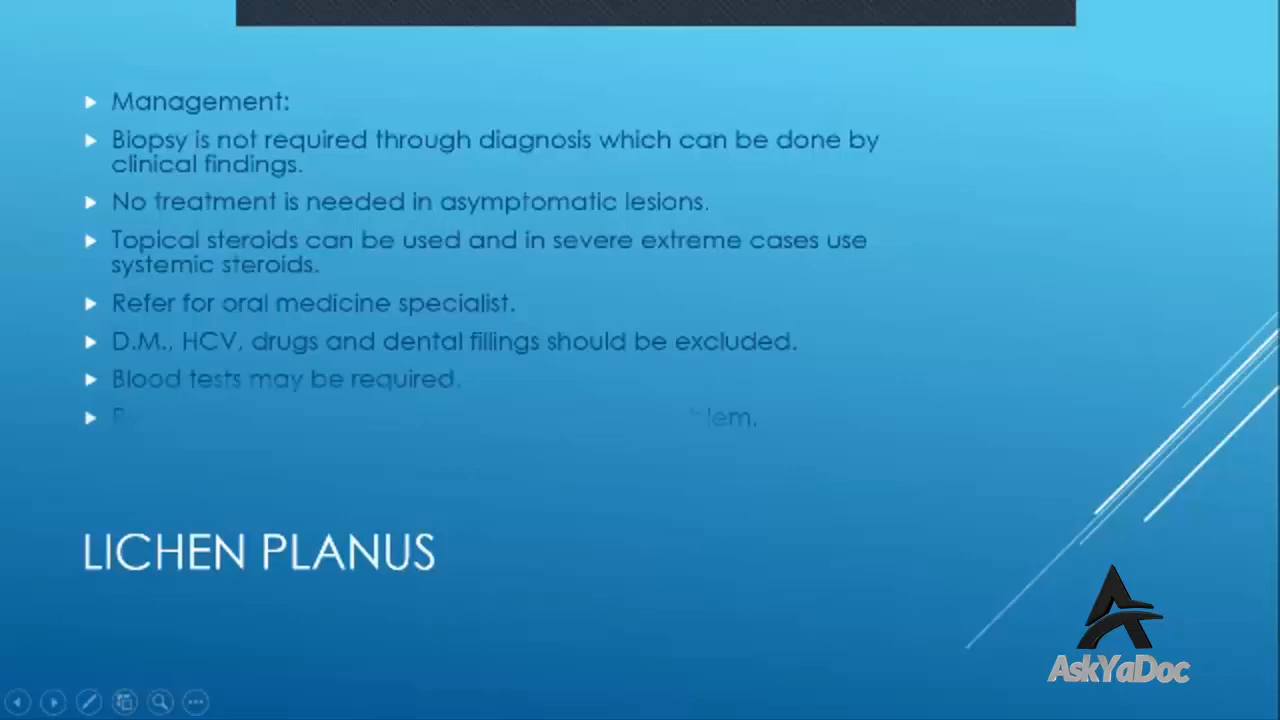 Management:
Biopsy is not required through diagnosis which can be done by
clinical findings.
No treatment is needed in asymptomatic lesions.
Topical steroids can be used and in severe extreme cases use
systemic steroids.
Refer for oral medicine specialist.
D.M., HCV, drugs and dental fillings should be excluded.
Blood tests may be required.
LICHEN PLANUS
AskYaDoc